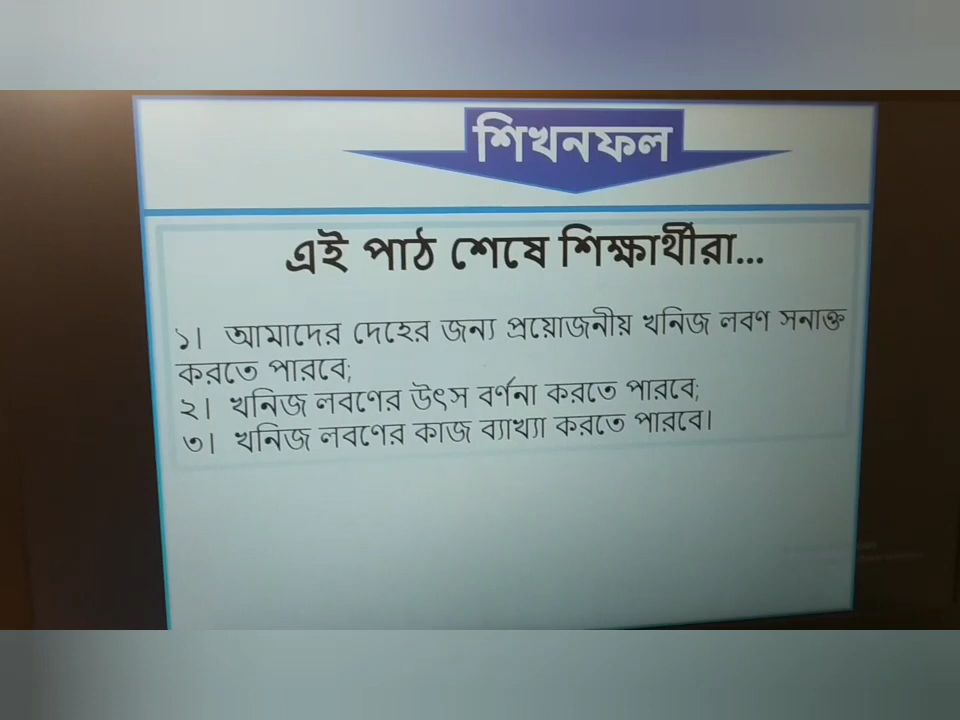 শিখনফল
এই পাঠ শেষে শিক্ষার্থীরা...
১। আমাদের দেহের জন্য প্রয়োজনীয় খনিজ লবণ সনাক্ত
করতে পারবে;
২। খনিজ লবণের উৎস বর্ণনা করতে পারবে;
৩। খনিজ লবণের কাজ ব্যাখ্যা করতে পারবে।